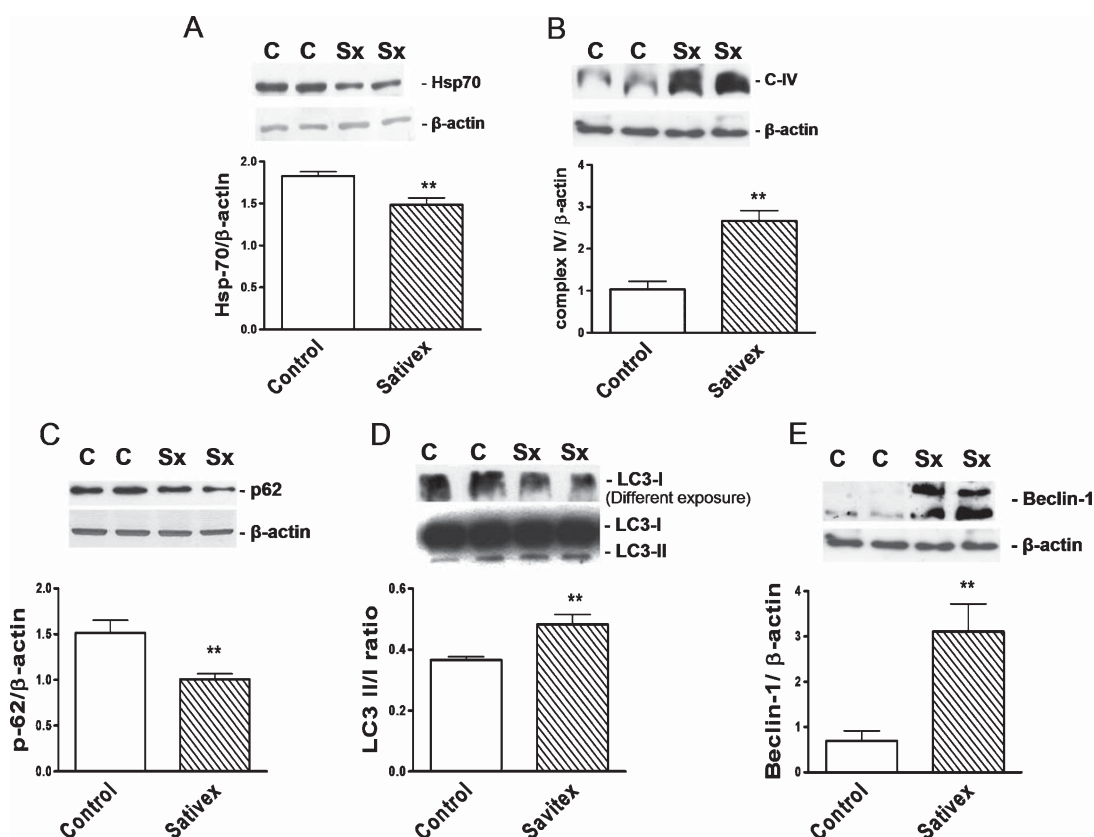 A
C C Sx Sx
- Hsp70
- β-actin
Hsp-70/β-actin
2.0
1.5
1.0
0.5
0.0
**
Control Sativex
B
C C Sx Sx
- C-IV
- β-actin
complex IV/ β-actin
4
3
2
1
0
**
Control Sativex
C
C C Sx Sx
- p62
- β-actin
p-62/β-actin
2.0
1.5
1.0
0.5
0.0
**
Control Sativex
D
C C Sx Sx
- LC3-I
(Different exposure)
- LC3-I
- LC3-II
LC3 II/I ratio
0.6
0.4
0.2
0.0
**
Control Savitex
E
C C Sx Sx
- Beclin-1
- β-actin
Beclin-1/ β-actin
4
3
2
1
0
**
Control Sativex